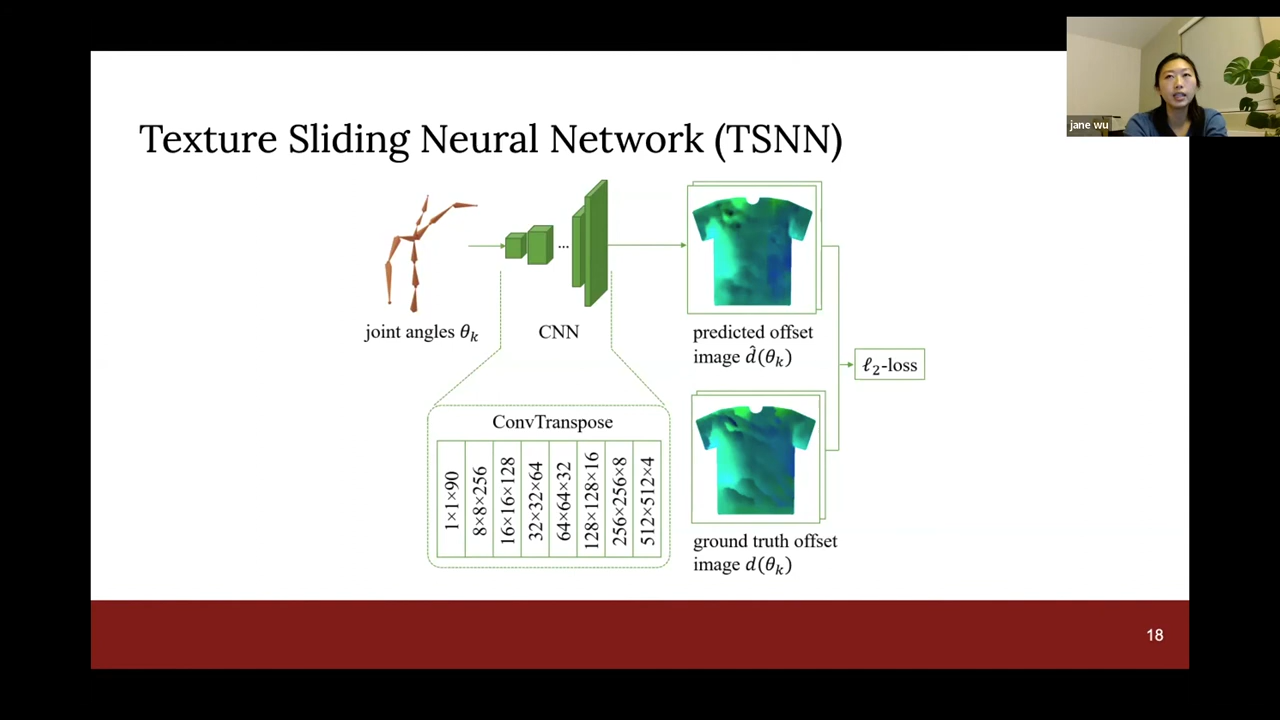 jane wu
Texture Sliding Neural Network (TSNN)
joint angles θₖ
...
CNN
predicted offset
image d̂(θₖ)
ℓ₂-loss
ConvTranspose
1×1×90
8×8×256
16×16×128
32×32×64
64×64×32
128×128×16
256×256×8
512×512×4
ground truth offset
image d(θₖ)
18